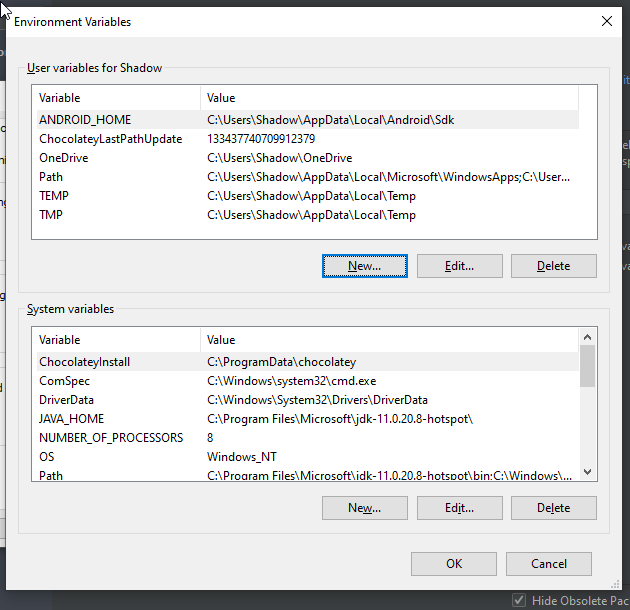 Environment Variables
User variables for Shadow
Variable Value
ANDROID_HOME C:\Users\Shadow\AppData\Local\Android\Sdk
ChocolateyLastPathUpdate 133437740709912379
OneDrive C:\Users\Shadow\OneDrive
Path C:\Users\Shadow\AppData\Local\Microsoft\WindowsApps;C:\User...
TEMP C:\Users\Shadow\AppData\Local\Temp
TMP C:\Users\Shadow\AppData\Local\Temp
New... Edit... Delete
System variables
Variable Value
ChocolateyInstall C:\ProgramData\chocolatey
ComSpec C:\Windows\system32\cmd.exe
DriverData C:\Windows\System32\Drivers\DriverData
JAVA_HOME C:\Program Files\Microsoft\jdk-11.0.20.8-hotspot\
NUMBER_OF_PROCESSORS 8
OS Windows_NT
Path C:\Program Files\Microsoft\jdk-11.0.20.8-hotspot\bin;C:\Windows\...
New... Edit... Delete
OK Cancel
Hide Obsolete Pac